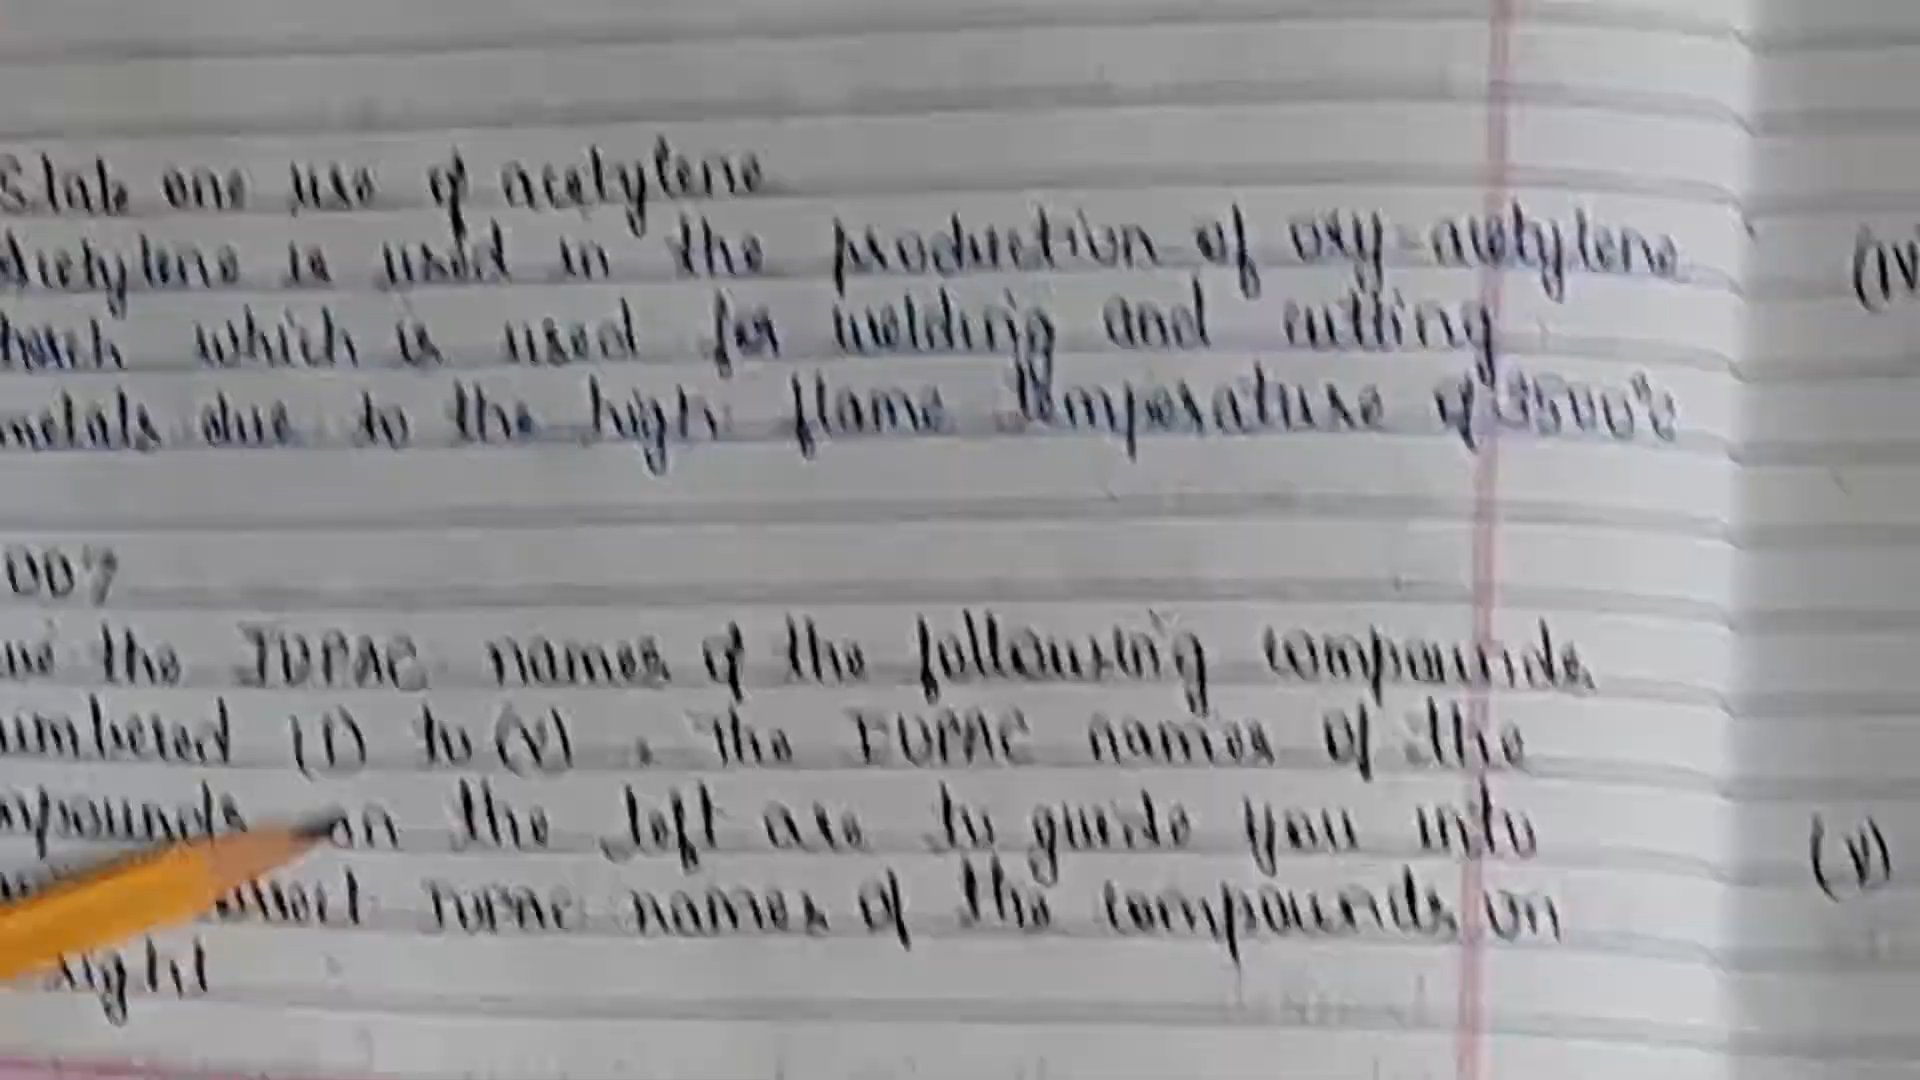 State one use of acetylene
Acetylene is used in the production of oxy-acetylene
torch which is used for welding and cutting
metals due to the high flame temperature of 3500°c
007
the IUPAC names of the following compounds
numbered (i) to (v). The IUPAC names of the
compounds on the left are to guide you into
IUPAC names of the compounds on
right
(iv
(v)